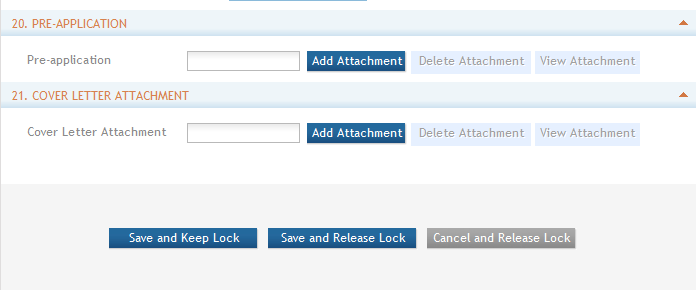 20. PRE-APPLICATION
Pre-application Add Attachment Delete Attachment View Attachment
21. COVER LETTER ATTACHMENT
Cover Letter Attachment Add Attachment Delete Attachment View Attachment
Save and Keep Lock Save and Release Lock Cancel and Release Lock